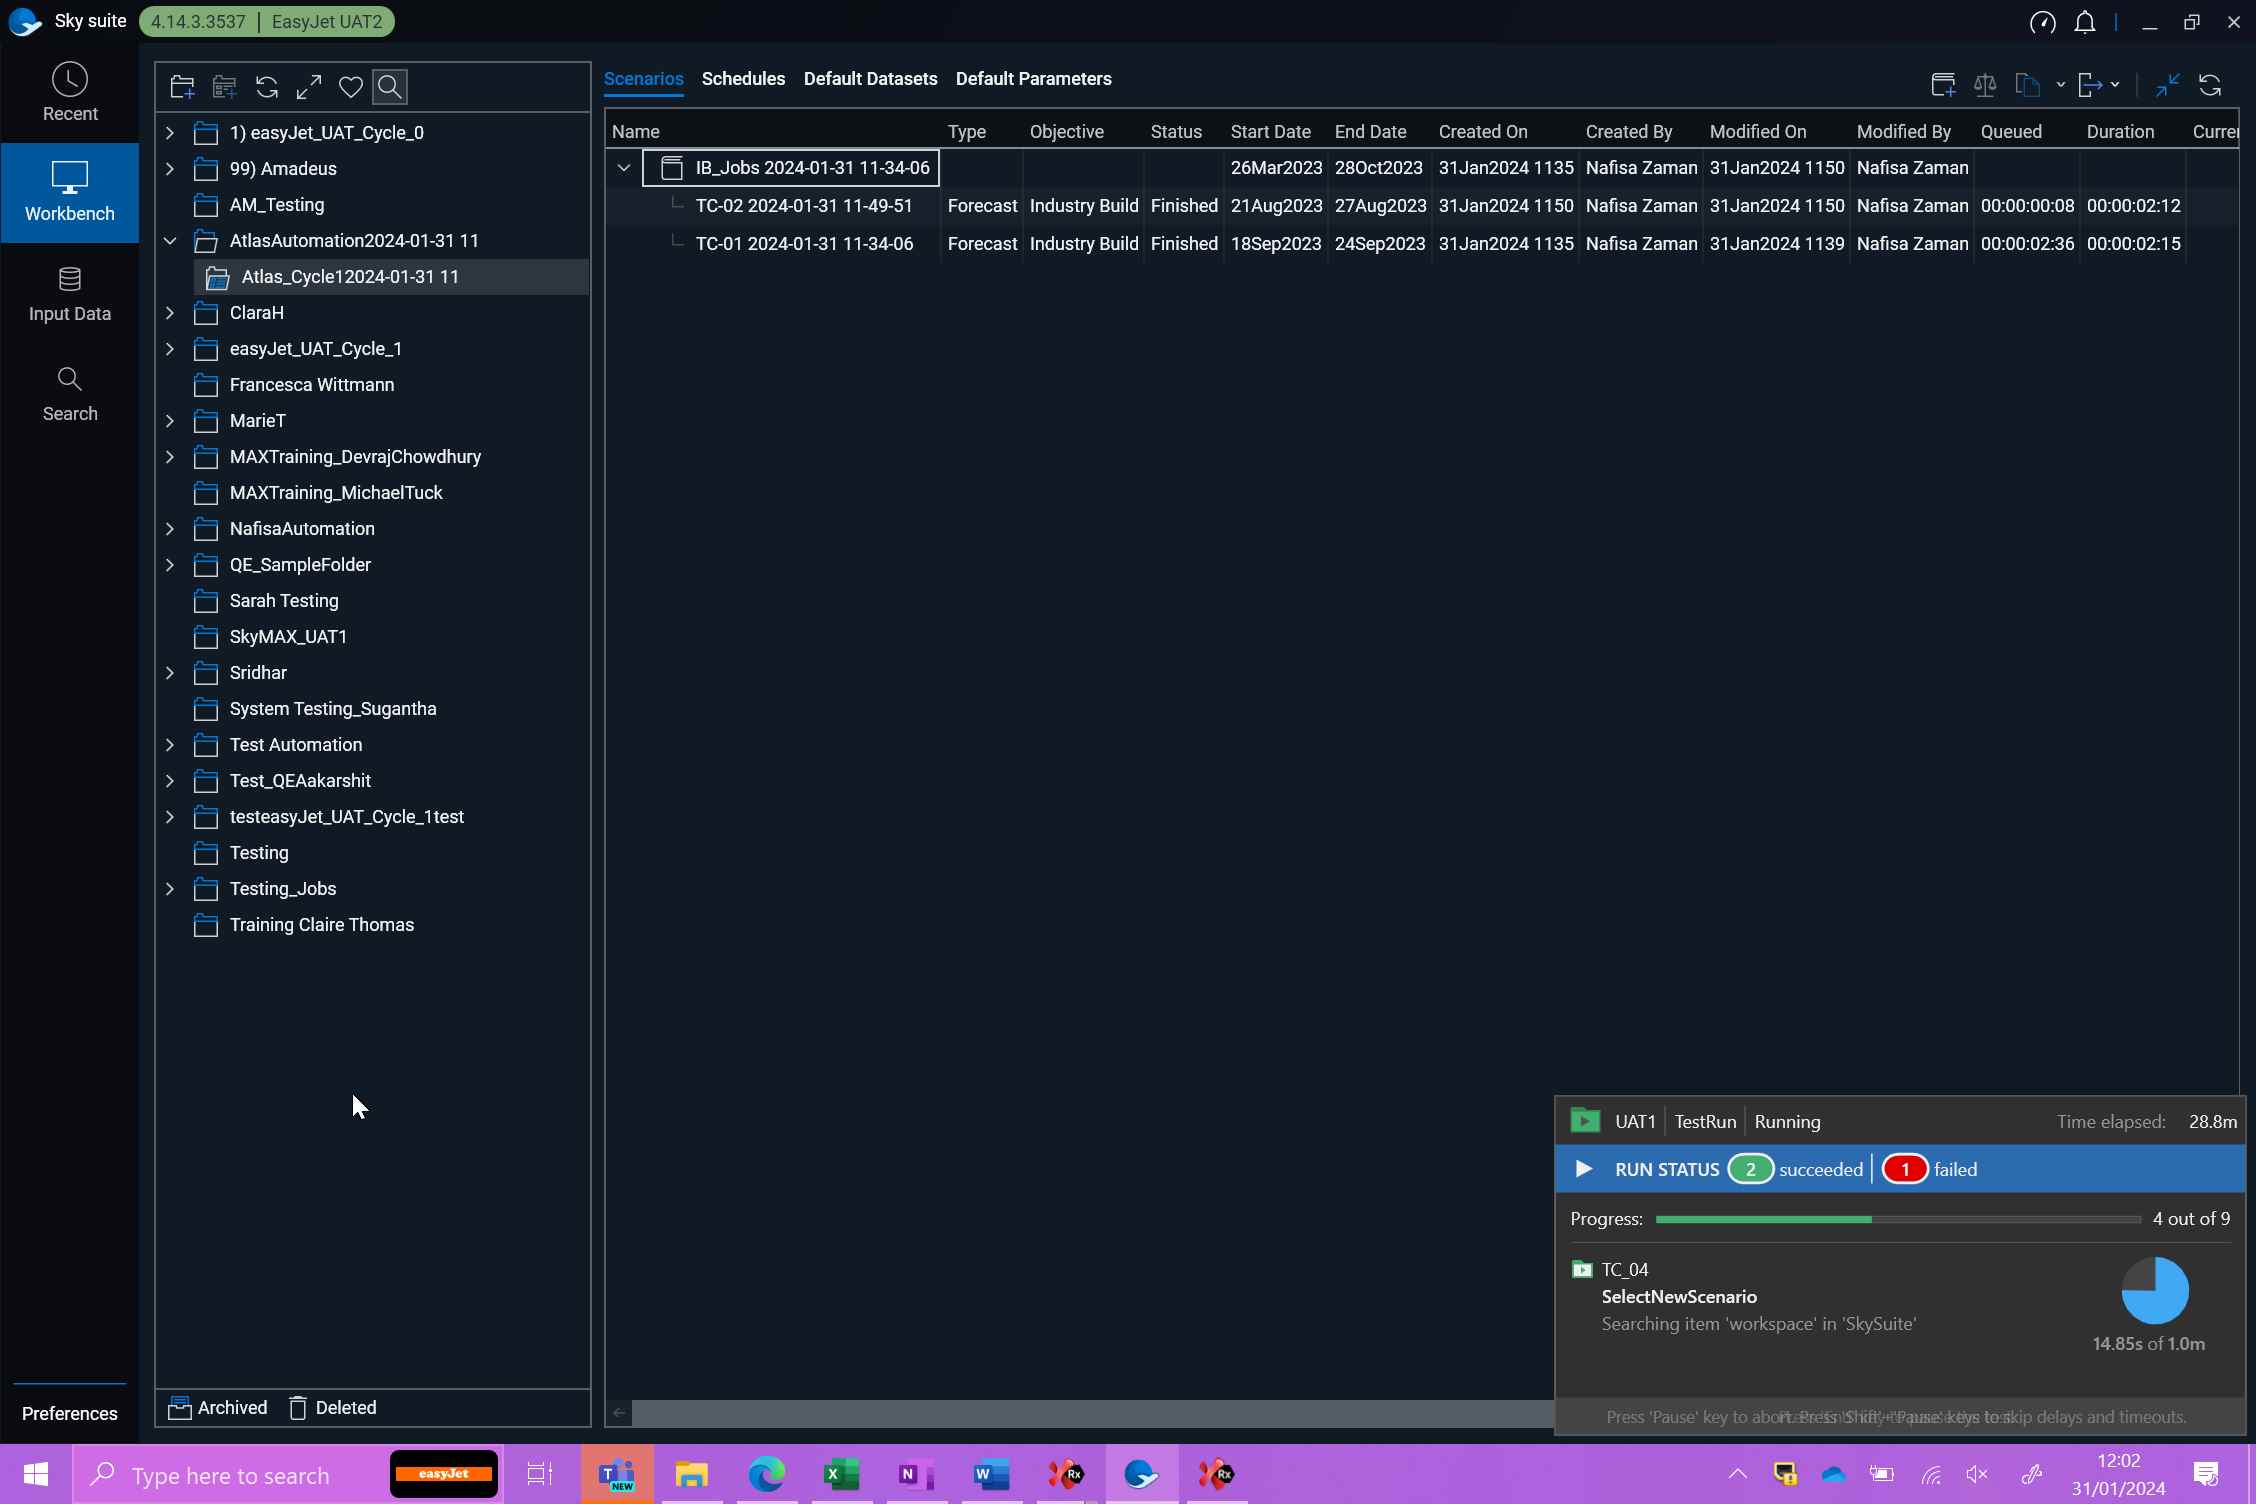 Sky suite 4.14.3.3537 | EasyJet UAT2
Recent
Workbench
Input Data
Search
Preferences
1) easyJet_UAT_Cycle_0
99) Amadeus
AM_Testing
AtlasAutomation2024-01-31 11
Atlas_Cycle12024-01-31 11
ClaraH
easyJet_UAT_Cycle_1
Francesca Wittmann
MarieT
MAXTraining_DevrajChowdhury
MAXTraining_MichaelTuck
NafisaAutomation
QE_SampleFolder
Sarah Testing
SkyMAX_UAT1
Sridhar
System Testing_Sugantha
Test Automation
Test_QEAakarshit
testeasyJet_UAT_Cycle_1test
Testing
Testing_Jobs
Training Claire Thomas
Archived Deleted
Scenarios Schedules Default Datasets Default Parameters
Name Type Objective Status Start Date End Date Created On Created By Modified On Modified By Queued Duration Currer
IB_Jobs 2024-01-31 11-34-06 26Mar2023 28Oct2023 31Jan2024 1135 Nafisa Zaman 31Jan2024 1150 Nafisa Zaman
TC-02 2024-01-31 11-49-51 Forecast Industry Build Finished 21Aug2023 27Aug2023 31Jan2024 1150 Nafisa Zaman 31Jan2024 1150 Nafisa Zaman 00:00:00:08 00:00:02:12
TC-01 2024-01-31 11-34-06 Forecast Industry Build Finished 18Sep2023 24Sep2023 31Jan2024 1135 Nafisa Zaman 31Jan2024 1139 Nafisa Zaman 00:00:02:36 00:00:02:15
UAT1 TestRun Running Time elapsed: 28.8m
RUN STATUS 2 succeeded 1 failed
Progress: 4 out of 9
TC_04
SelectNewScenario
Searching item 'workspace' in 'SkySuite'
14.85s of 1.0m
Press 'Pause' key to abort. keys to skip delays and timeouts.
Type here to search easyJet
T NEW
X
N
W
Rx
Rx
12:02
31/01/2024